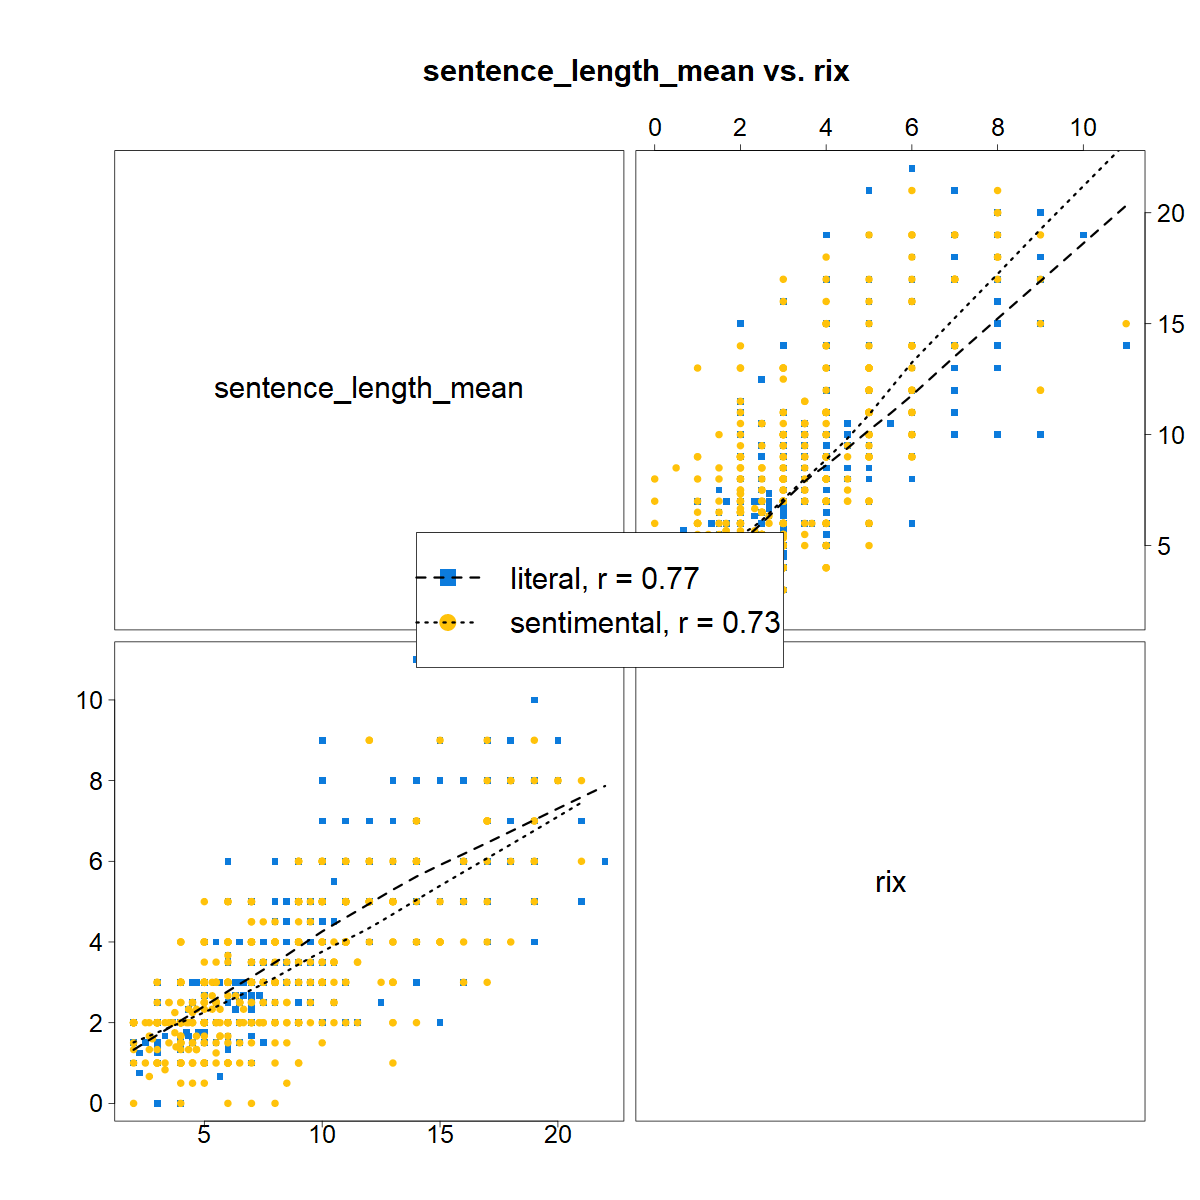 sentence_length_mean vs. rix
0 2 4 6 8 10
20
15
10
5
sentence_length_mean
literal, r = 0.77
sentimental, r = 0.73
10
8
6
4
2
0
rix
5 10 15 20